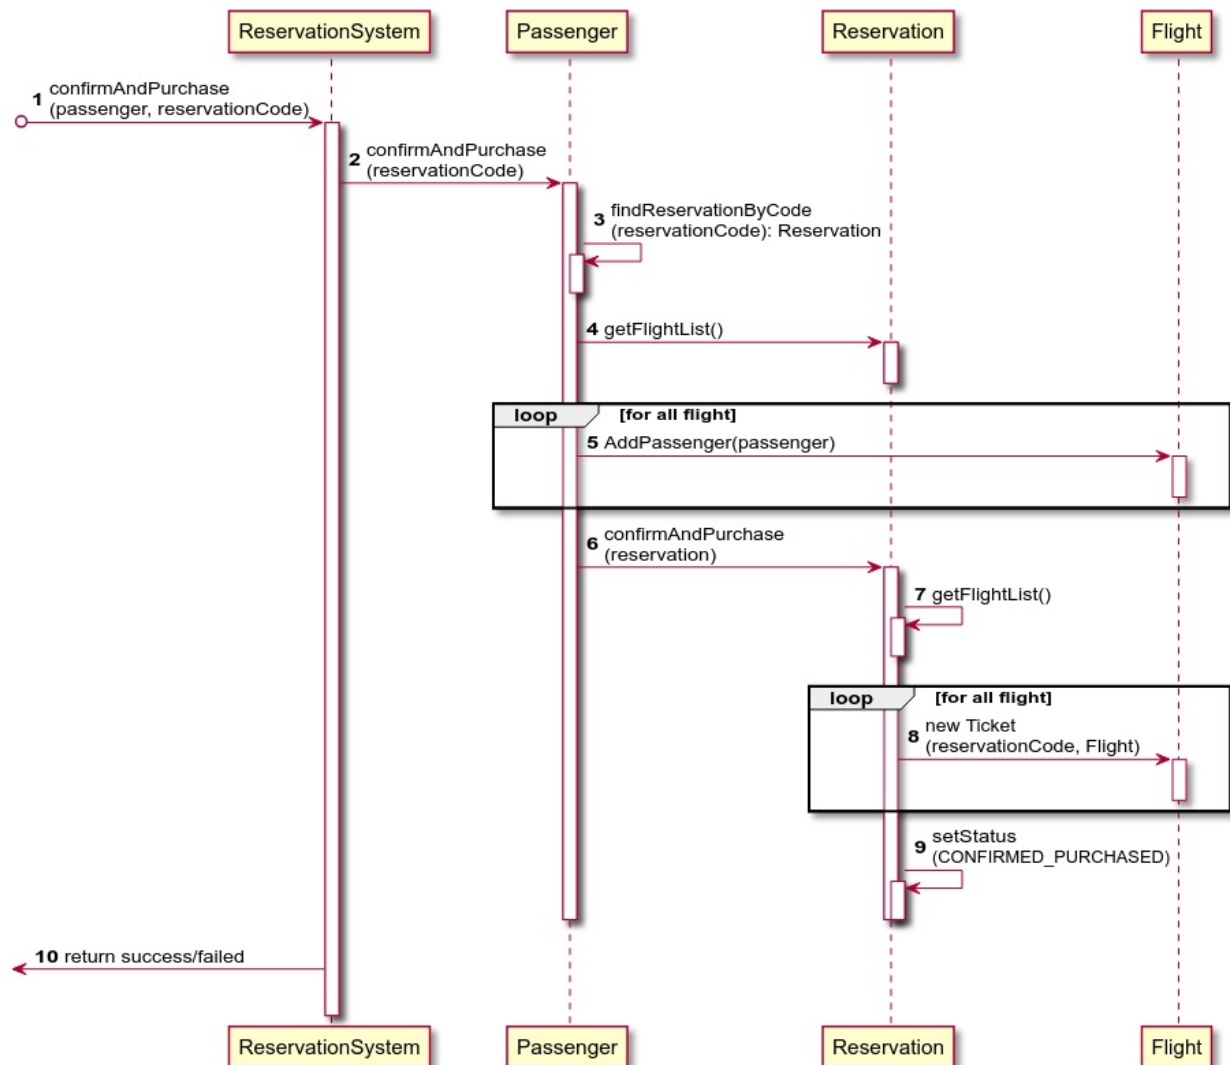 ReservationSystem
Passenger
Reservation
Flight
1 confirmAndPurchase
(passenger, reservationCode)
2 confirmAndPurchase
(reservationCode)
3 findReservationByCode
(reservationCode): Reservation
4 getFlightList()
loop [for all flight]
5 AddPassenger(passenger)
6 confirmAndPurchase
(reservation)
7 getFlightList()
loop [for all flight]
8 new Ticket
(reservationCode, Flight)
9 setStatus
(CONFIRMED_PURCHASED)
10 return success/failed
ReservationSystem
Passenger
Reservation
Flight